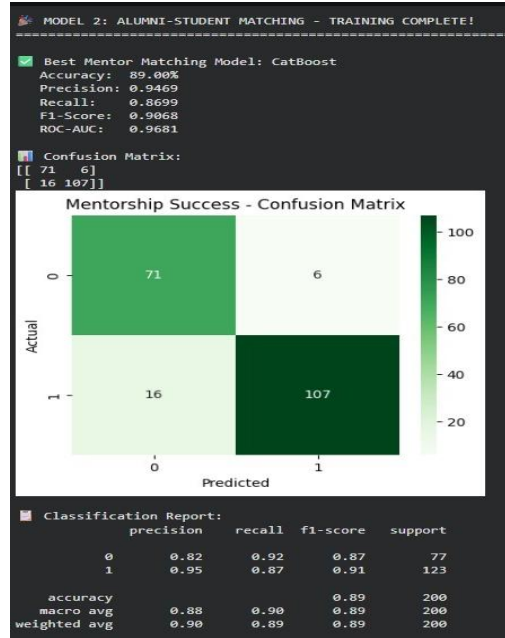 🎉 MODEL 2: ALUMNI-STUDENT MATCHING - TRAINING COMPLETE!
======================================================================
✅ Best Mentor Matching Model: CatBoost
Accuracy: 89.00%
Precision: 0.9469
Recall: 0.8699
F1-Score: 0.9068
ROC-AUC: 0.9681
📊 Confusion Matrix:
[[ 71 6]
[ 16 107]]
Mentorship Success - Confusion Matrix
100
80
60
40
20
Actual
0
71
6
1
16
107
0
1
Predicted
📋 Classification Report:
precision recall f1-score support
0 0.82 0.92 0.87 77
1 0.95 0.87 0.91 123
accuracy 0.89 200
macro avg 0.88 0.90 0.89 200
weighted avg 0.90 0.89 0.89 200